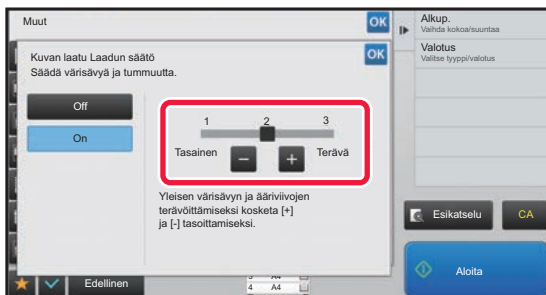 Muut
OK
Alkup.
Vaihda kokoa/suuntaa
Valotus
Valitse tyyppi/valotus
Kuvan laatu Laadun säätö
Säädä värisävyä ja tummuutta.
OK
Off
On
1 2 3
Tasainen
-
+
Terävä
Yleisen värisävyn ja ääriviivojen
terävöittämiseksi kosketa [+]
ja [-] tasoittamiseksi.
Esikatselu
CA
Edellinen
A4
4 A4
Aloita